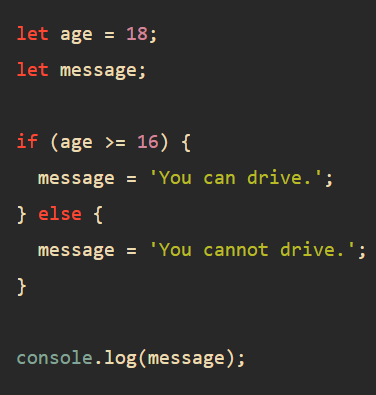 let age = 18;
let message;

if (age >= 16) {
  message = 'You can drive.';
} else {
  message = 'You cannot drive.';
}

console.log(message);